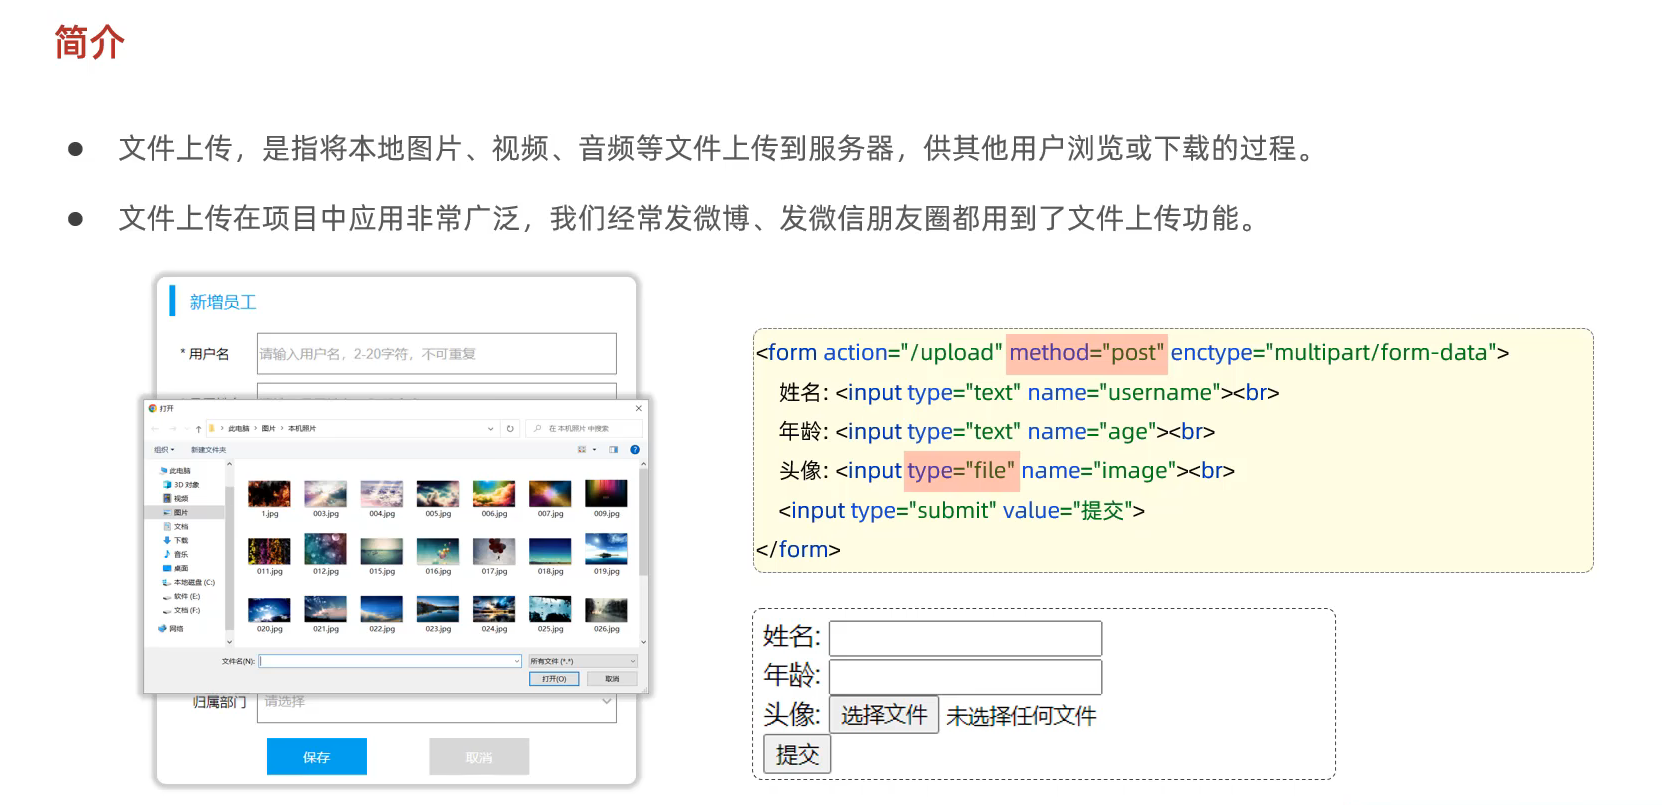 简介
● 文件上传，是指将本地图片、视频、音频等文件上传到服务器，供其他用户浏览或下载的过程。
● 文件上传在项目中应用非常广泛，我们经常发微博、发微信朋友圈都用到了文件上传功能。
新增员工
* 用户名 请输入用户名，2-20字符，不可重复
打开
此电脑 > 图片 > 本机照片
在 本机照片 中搜索
组织 新建文件夹
此电脑
3D 对象
视频
图片
文档
下载
音乐
桌面
本地磁盘 (C:)
软件 (E:)
文档 (F:)
网络
1.jpg 003.jpg 004.jpg 005.jpg 006.jpg 007.jpg 009.jpg
011.jpg 012.jpg 015.jpg 016.jpg 017.jpg 018.jpg 019.jpg
020.jpg 021.jpg 022.jpg 023.jpg 024.jpg 025.jpg 026.jpg
文件名(N): 所有文件 (*.*)
打开(O) 取消
归属部门 请选择
保存 取消
<form action="/upload" method="post" enctype="multipart/form-data">
姓名: <input type="text" name="username"><br>
年龄: <input type="text" name="age"><br>
头像: <input type="file" name="image"><br>
<input type="submit" value="提交">
</form>
姓名:
年龄:
头像: 选择文件 未选择任何文件
提交